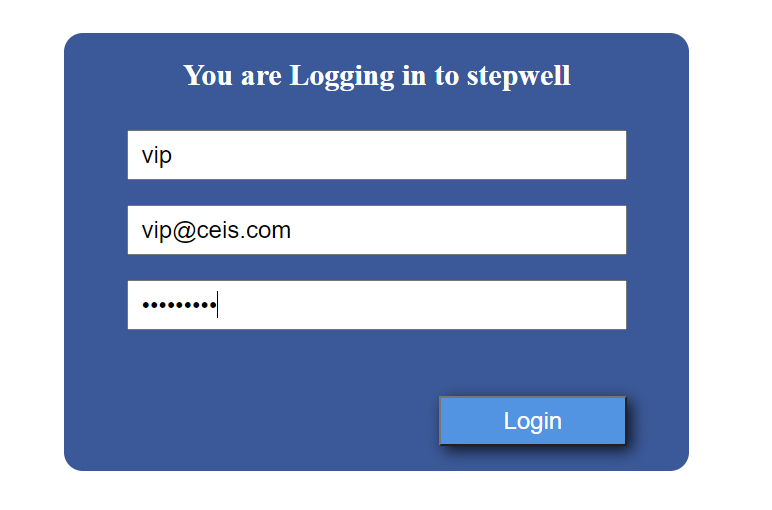 You are Logging in to stepwell
vip
vip@ceis.com
•••••••••
Login